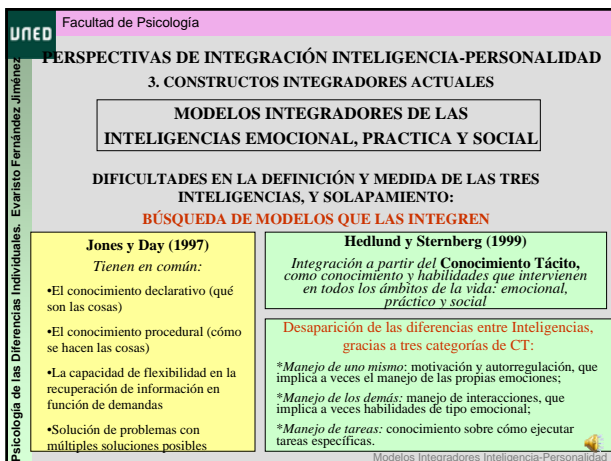 UNED
Facultad de Psicología
Psicología de las Diferencias Individuales. Evaristo Fernández Jiménez
PERSPECTIVAS DE INTEGRACIÓN INTELIGENCIA-PERSONALIDAD
3. CONSTRUCTOS INTEGRADORES ACTUALES
MODELOS INTEGRADORES DE LAS
INTELIGENCIAS EMOCIONAL, PRACTICA Y SOCIAL
DIFICULTADES EN LA DEFINICIÓN Y MEDIDA DE LAS TRES
INTELIGENCIAS, Y SOLAPAMIENTO:
BÚSQUEDA DE MODELOS QUE LAS INTEGREN
Jones y Day (1997)
Tienen en común:
•El conocimiento declarativo (qué
son las cosas)
•El conocimiento procedural (cómo
se hacen las cosas)
•La capacidad de flexibilidad en la
recuperación de información en
función de demandas
•Solución de problemas con
múltiples soluciones posibles
Hedlund y Sternberg (1999)
Integración a partir del Conocimiento Tácito,
como conocimiento y habilidades que intervienen
en todos los ámbitos de la vida: emocional,
práctico y social
Desaparición de las diferencias entre Inteligencias,
gracias a tres categorías de CT:
*Manejo de uno mismo: motivación y autorregulación, que
implica a veces el manejo de las propias emociones;
*Manejo de los demás: manejo de interacciones, que
implica a veces habilidades de tipo emocional;
*Manejo de tareas: conocimiento sobre cómo ejecutar
tareas específicas.
Modelos Integradores Inteligencia-Personalidad